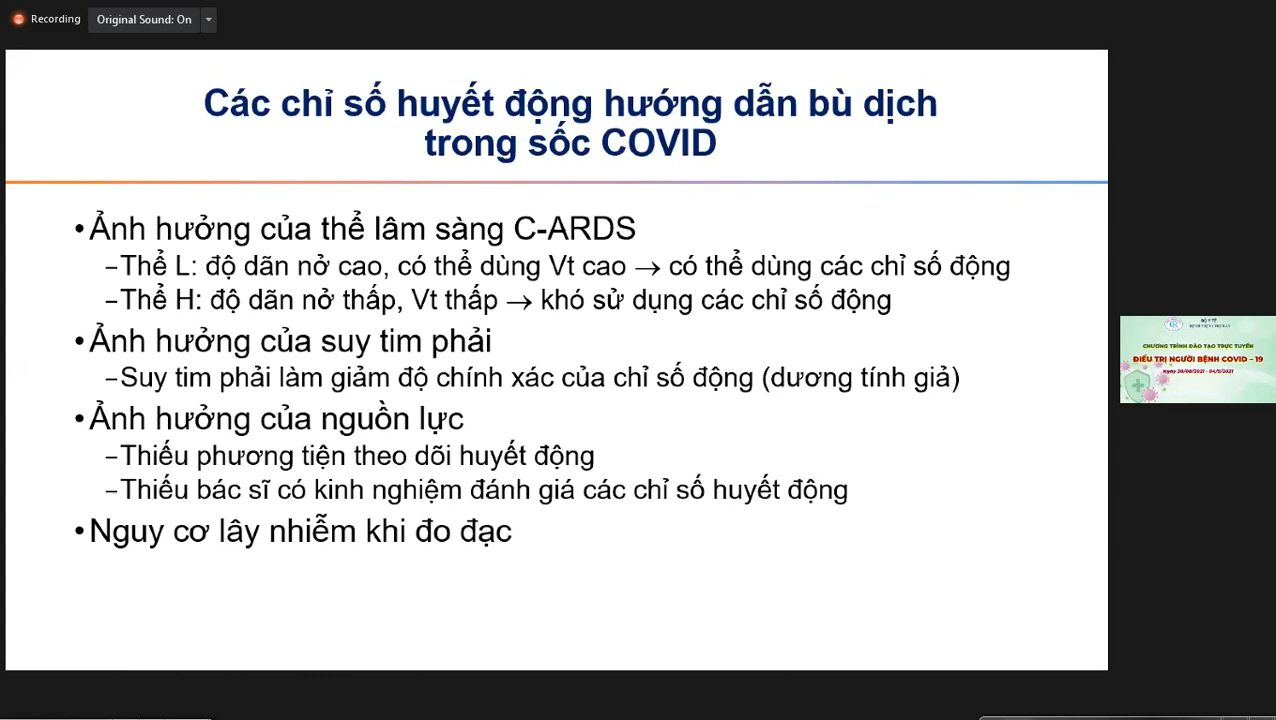 Recording
Original Sound: On
Các chỉ số huyết động hướng dẫn bù dịch
trong sốc COVID
•Ảnh hưởng của thể lâm sàng C-ARDS
–Thể L: độ dãn nở cao, có thể dùng Vt cao → có thể dùng các chỉ số động
–Thể H: độ dãn nở thấp, Vt thấp → khó sử dụng các chỉ số động
•Ảnh hưởng của suy tim phải
–Suy tim phải làm giảm độ chính xác của chỉ số động (dương tính giả)
•Ảnh hưởng của nguồn lực
–Thiếu phương tiện theo dõi huyết động
–Thiếu bác sĩ có kinh nghiệm đánh giá các chỉ số huyết động
•Nguy cơ lây nhiễm khi đo đạc
BỘ Y TẾ
BỆNH VIỆN CHỢ RẪY
CHƯƠNG TRÌNH ĐÀO TẠO TRỰC TUYẾN
ĐIỀU TRỊ NGƯỜI BỆNH COVID – 19